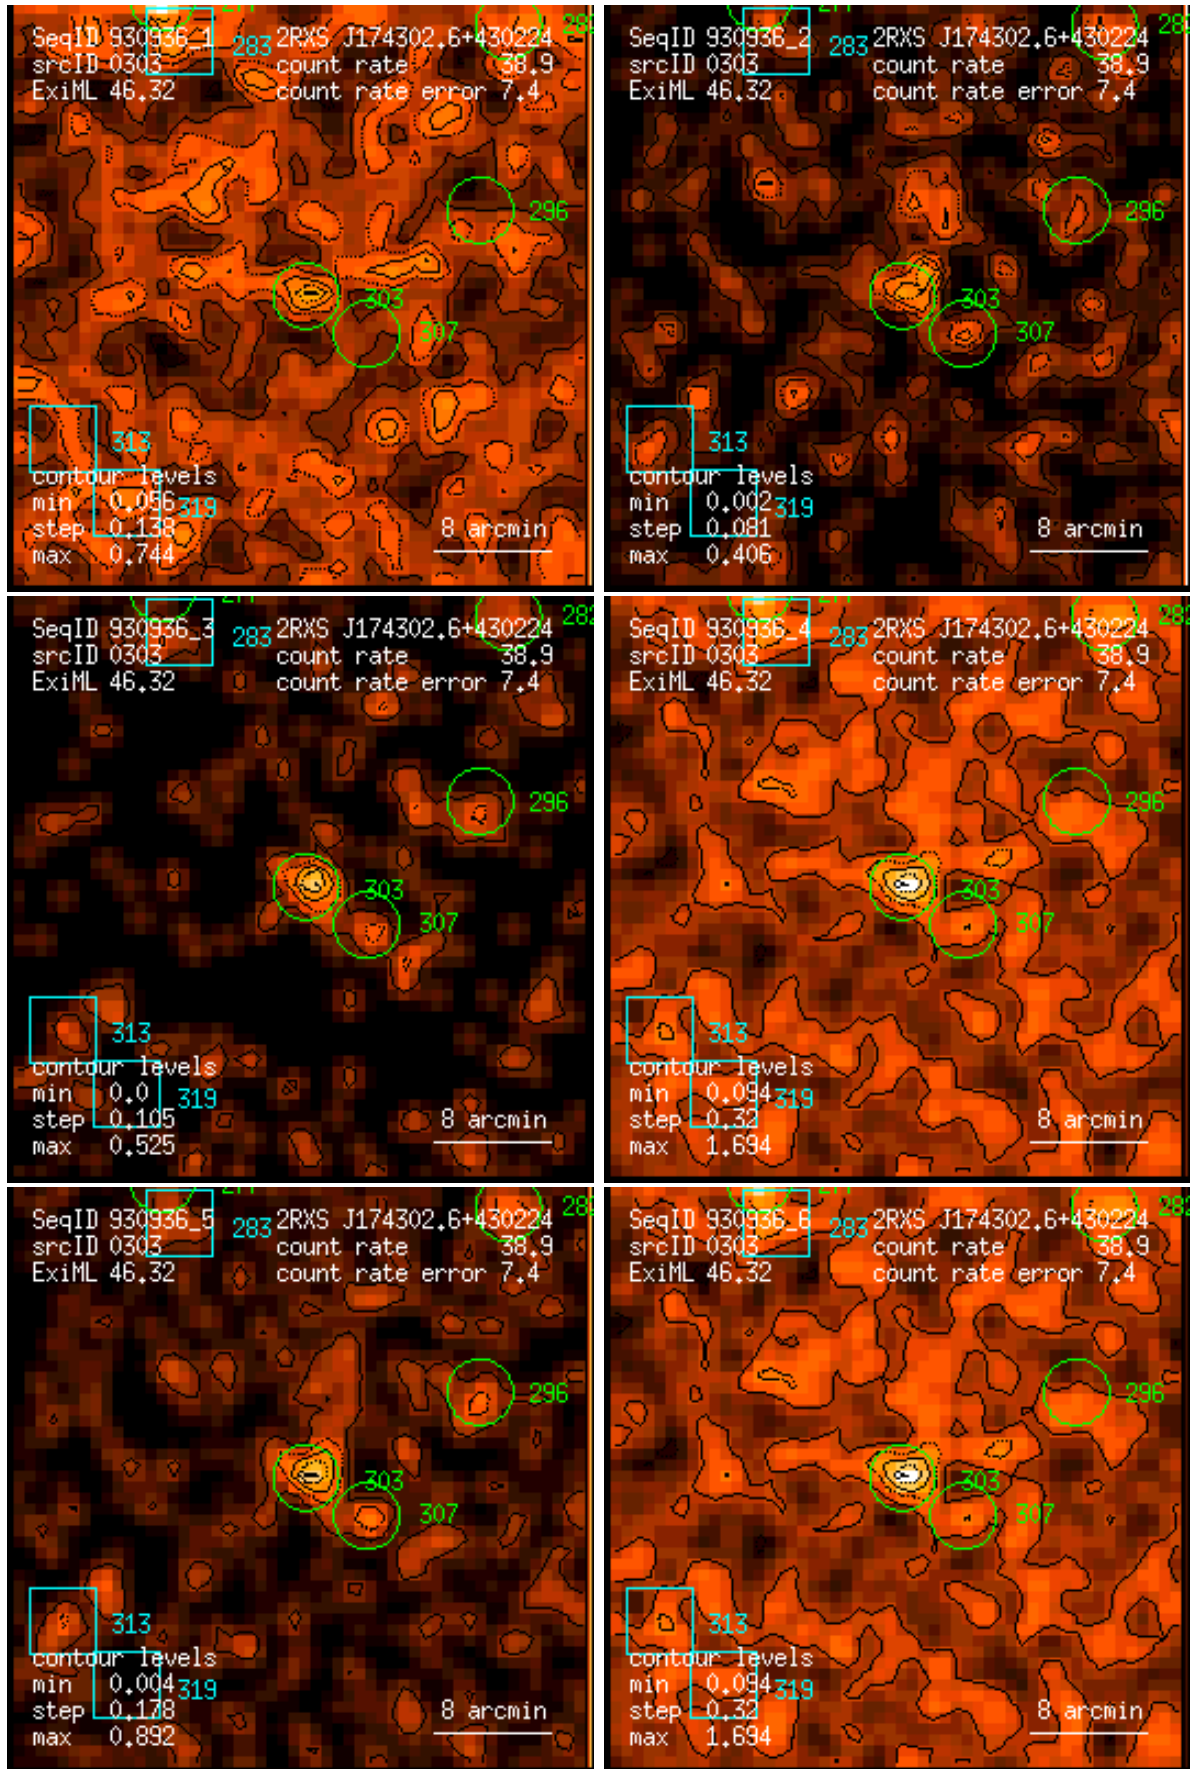 277 282
SeqID 930936_1 283 2RXS J174302.6+430224
srcID 0303 count rate 38.9
ExiML 46.32 count rate error 7.4
296
303
307
313
contour levels
min 0.056 319
step 0.138 8 arcmin
max 0.744
282
SeqID 930936_2 283 2RXS J174302.6+430224
srcID 0303 count rate 38.9
ExiML 46.32 count rate error 7.4
296
303
307
313
contour levels
min 0.002 319
step 0.081 8 arcmin
max 0.406
282
SeqID 930936_3 283 2RXS J174302.6+430224
srcID 0303 count rate 38.9
ExiML 46.32 count rate error 7.4
296
303
307
313
contour levels
min 0.0 319
step 0.105 8 arcmin
max 0.525
282
SeqID 930936_4 283 2RXS J174302.6+430224
srcID 0303 count rate 38.9
ExiML 46.32 count rate error 7.4
296
303
307
313
contour levels
min 0.094 319
step 0.32 8 arcmin
max 1.694
282
SeqID 930936_5 283 2RXS J174302.6+430224
srcID 0303 count rate 38.9
ExiML 46.32 count rate error 7.4
296
303
307
313
contour levels
min 0.004 319
step 0.178 8 arcmin
max 0.892
282
SeqID 930936_6 283 2RXS J174302.6+430224
srcID 0303 count rate 38.9
ExiML 46.32 count rate error 7.4
296
303
307
313
contour levels
min 0.094 319
step 0.32 8 arcmin
max 1.694